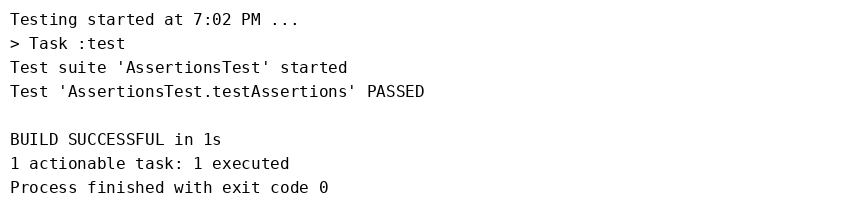 Testing started at 7:02 PM ...
> Task :test
Test suite 'AssertionsTest' started
Test 'AssertionsTest.testAssertions' PASSED

BUILD SUCCESSFUL in 1s
1 actionable task: 1 executed
Process finished with exit code 0